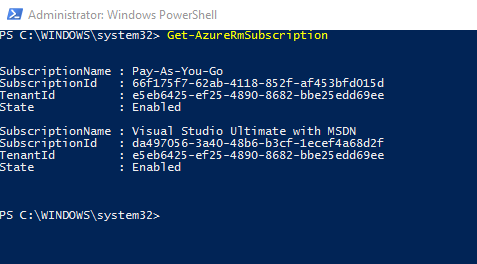 Administrator: Windows PowerShell
PS C:\WINDOWS\system32> Get-AzureRmSubscription
SubscriptionName : Pay-As-You-Go
SubscriptionId : 66f175f7-62ab-4118-852f-af453bfd015d
TenantId : e5eb6425-ef25-4890-8682-bbe25edd69ee
State : Enabled
SubscriptionName : Visual Studio Ultimate with MSDN
SubscriptionId : da497056-3a40-48b6-b3cf-1ecef4a68d2f
TenantId : e5eb6425-ef25-4890-8682-bbe25edd69ee
State : Enabled
PS C:\WINDOWS\system32>